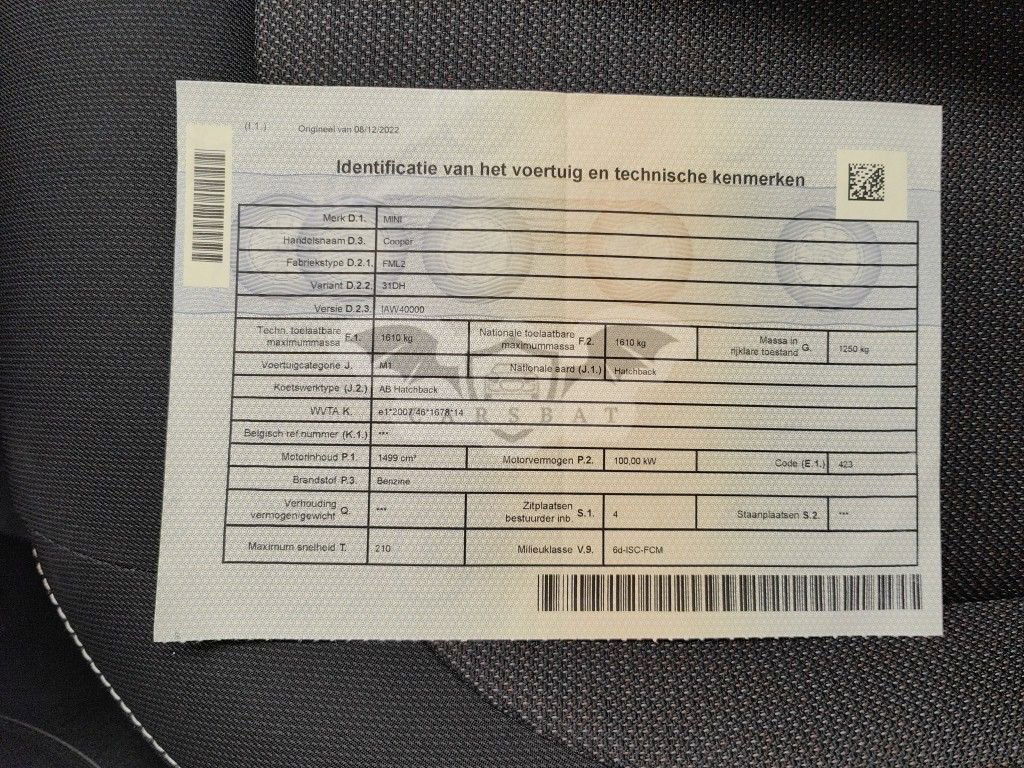 (I.1.) Origineel van 08/12/2022
Identificatie van het voertuig en technische kenmerken
Merk D.1. MINI
Handelsnaam D.3. Cooper
Fabriekstype D.2.1. FML2
Variant D.2.2. 31DH
Versie D.2.3. IAW40000
Techn. toelaatbare maximummassa F.1. 1610 kg Nationale toelaatbare maximummassa F.2. 1610 kg Massa in rijklare toestand G. 1250 kg
Voertuigcategorie J. M1 Nationale aard (J.1.) Hatchback
Koetswerktype (J.2.) AB Hatchback
WVTA K. e1*2007/46*1678*14
CARSBAT
Belgisch ref.nummer (K.1.) ***
Motorinhoud P.1. 1499 cm³ Motorvermogen P.2. 100,00 kW Code (E.1.) 423
Brandstof P.3. Benzine
Verhouding vermogen/gewicht Q. *** Zitplaatsen bestuurder inb. S.1. 4 Staanplaatsen S.2. ***
Maximum snelheid T. 210 Milieuklasse V.9. 6d-ISC-FCM